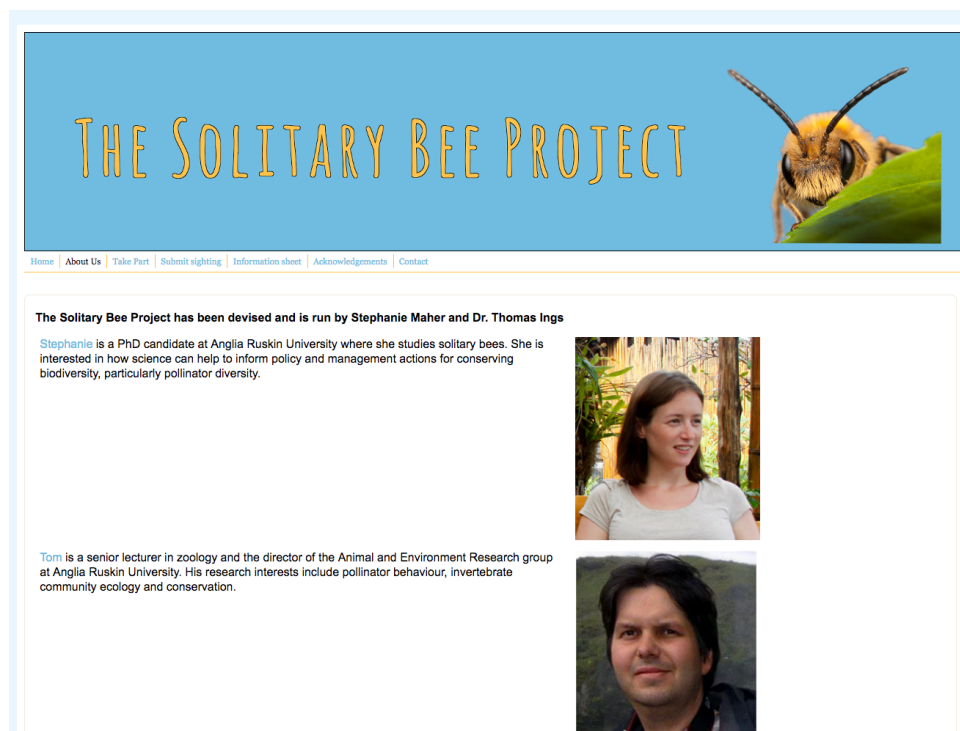 The Solitary Bee Project
Home About Us Take Part Submit sighting Information sheet Acknowledgements Contact
The Solitary Bee Project has been devised and is run by Stephanie Maher and Dr. Thomas Ings
Stephanie is a PhD candidate at Anglia Ruskin University where she studies solitary bees. She is
interested in how science can help to inform policy and management actions for conserving
biodiversity, particularly pollinator diversity.
Tom is a senior lecturer in zoology and the director of the Animal and Environment Research group
at Anglia Ruskin University. His research interests include pollinator behaviour, invertebrate
community ecology and conservation.